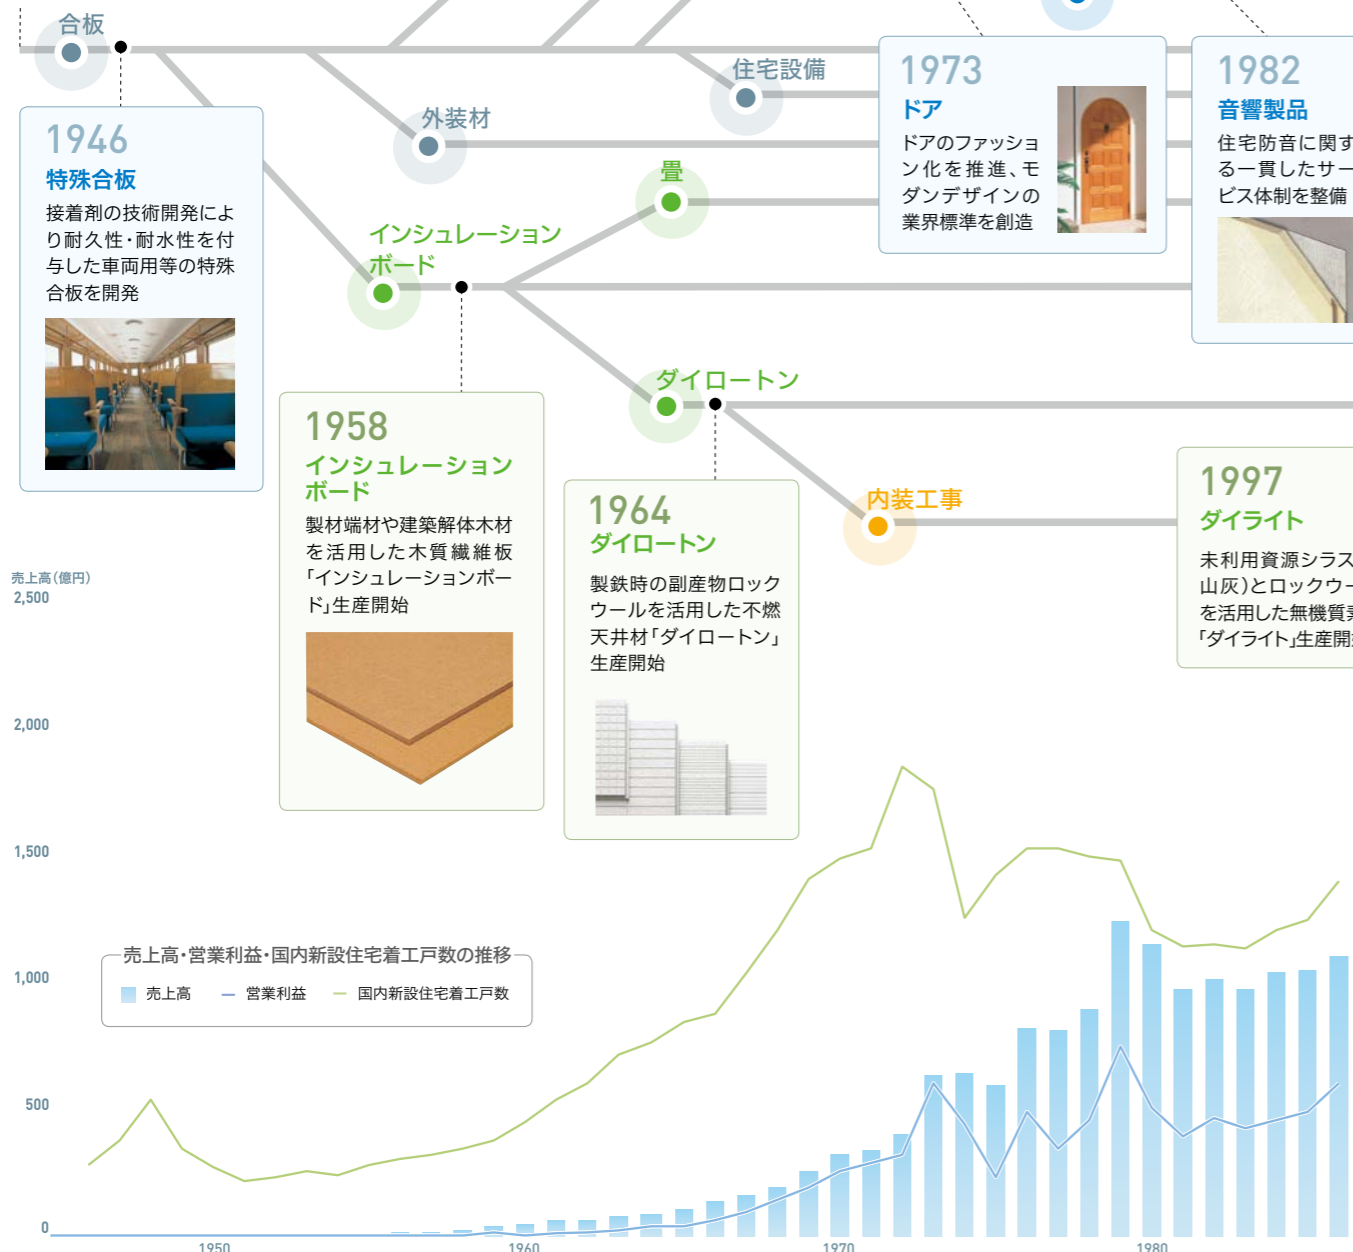 合板
住宅設備
外装材
畳
インシュレーション
ボード
ダイロートン
内装工事
1946
特殊合板
接着剤の技術開発によ
り耐久性・耐水性を付
与した車両用等の特殊
合板を開発
1958
インシュレーション
ボード
製材端材や建築解体木材
を活用した木質繊維板
「インシュレーションボー
ド」生産開始
1964
ダイロートン
製鉄時の副産物ロック
ウールを活用した不燃
天井材「ダイロートン」
生産開始
1973
ドア
ドアのファッショ
ン化を推進、モ
ダンデザインの
業界標準を創造
1982
音響製品
住宅防音に関す
る一貫したサー
ビス体制を整備
1997
ダイライト
未利用資源シラス
山灰)とロックウー
を活用した無機質
「ダイライト」生産開
売上高(億円)
2,500
2,000
1,500
1,000
500
0
売上高・営業利益・国内新設住宅着工戸数の推移
売上高 営業利益 国内新設住宅着工戸数
1950 1960 1970 1980